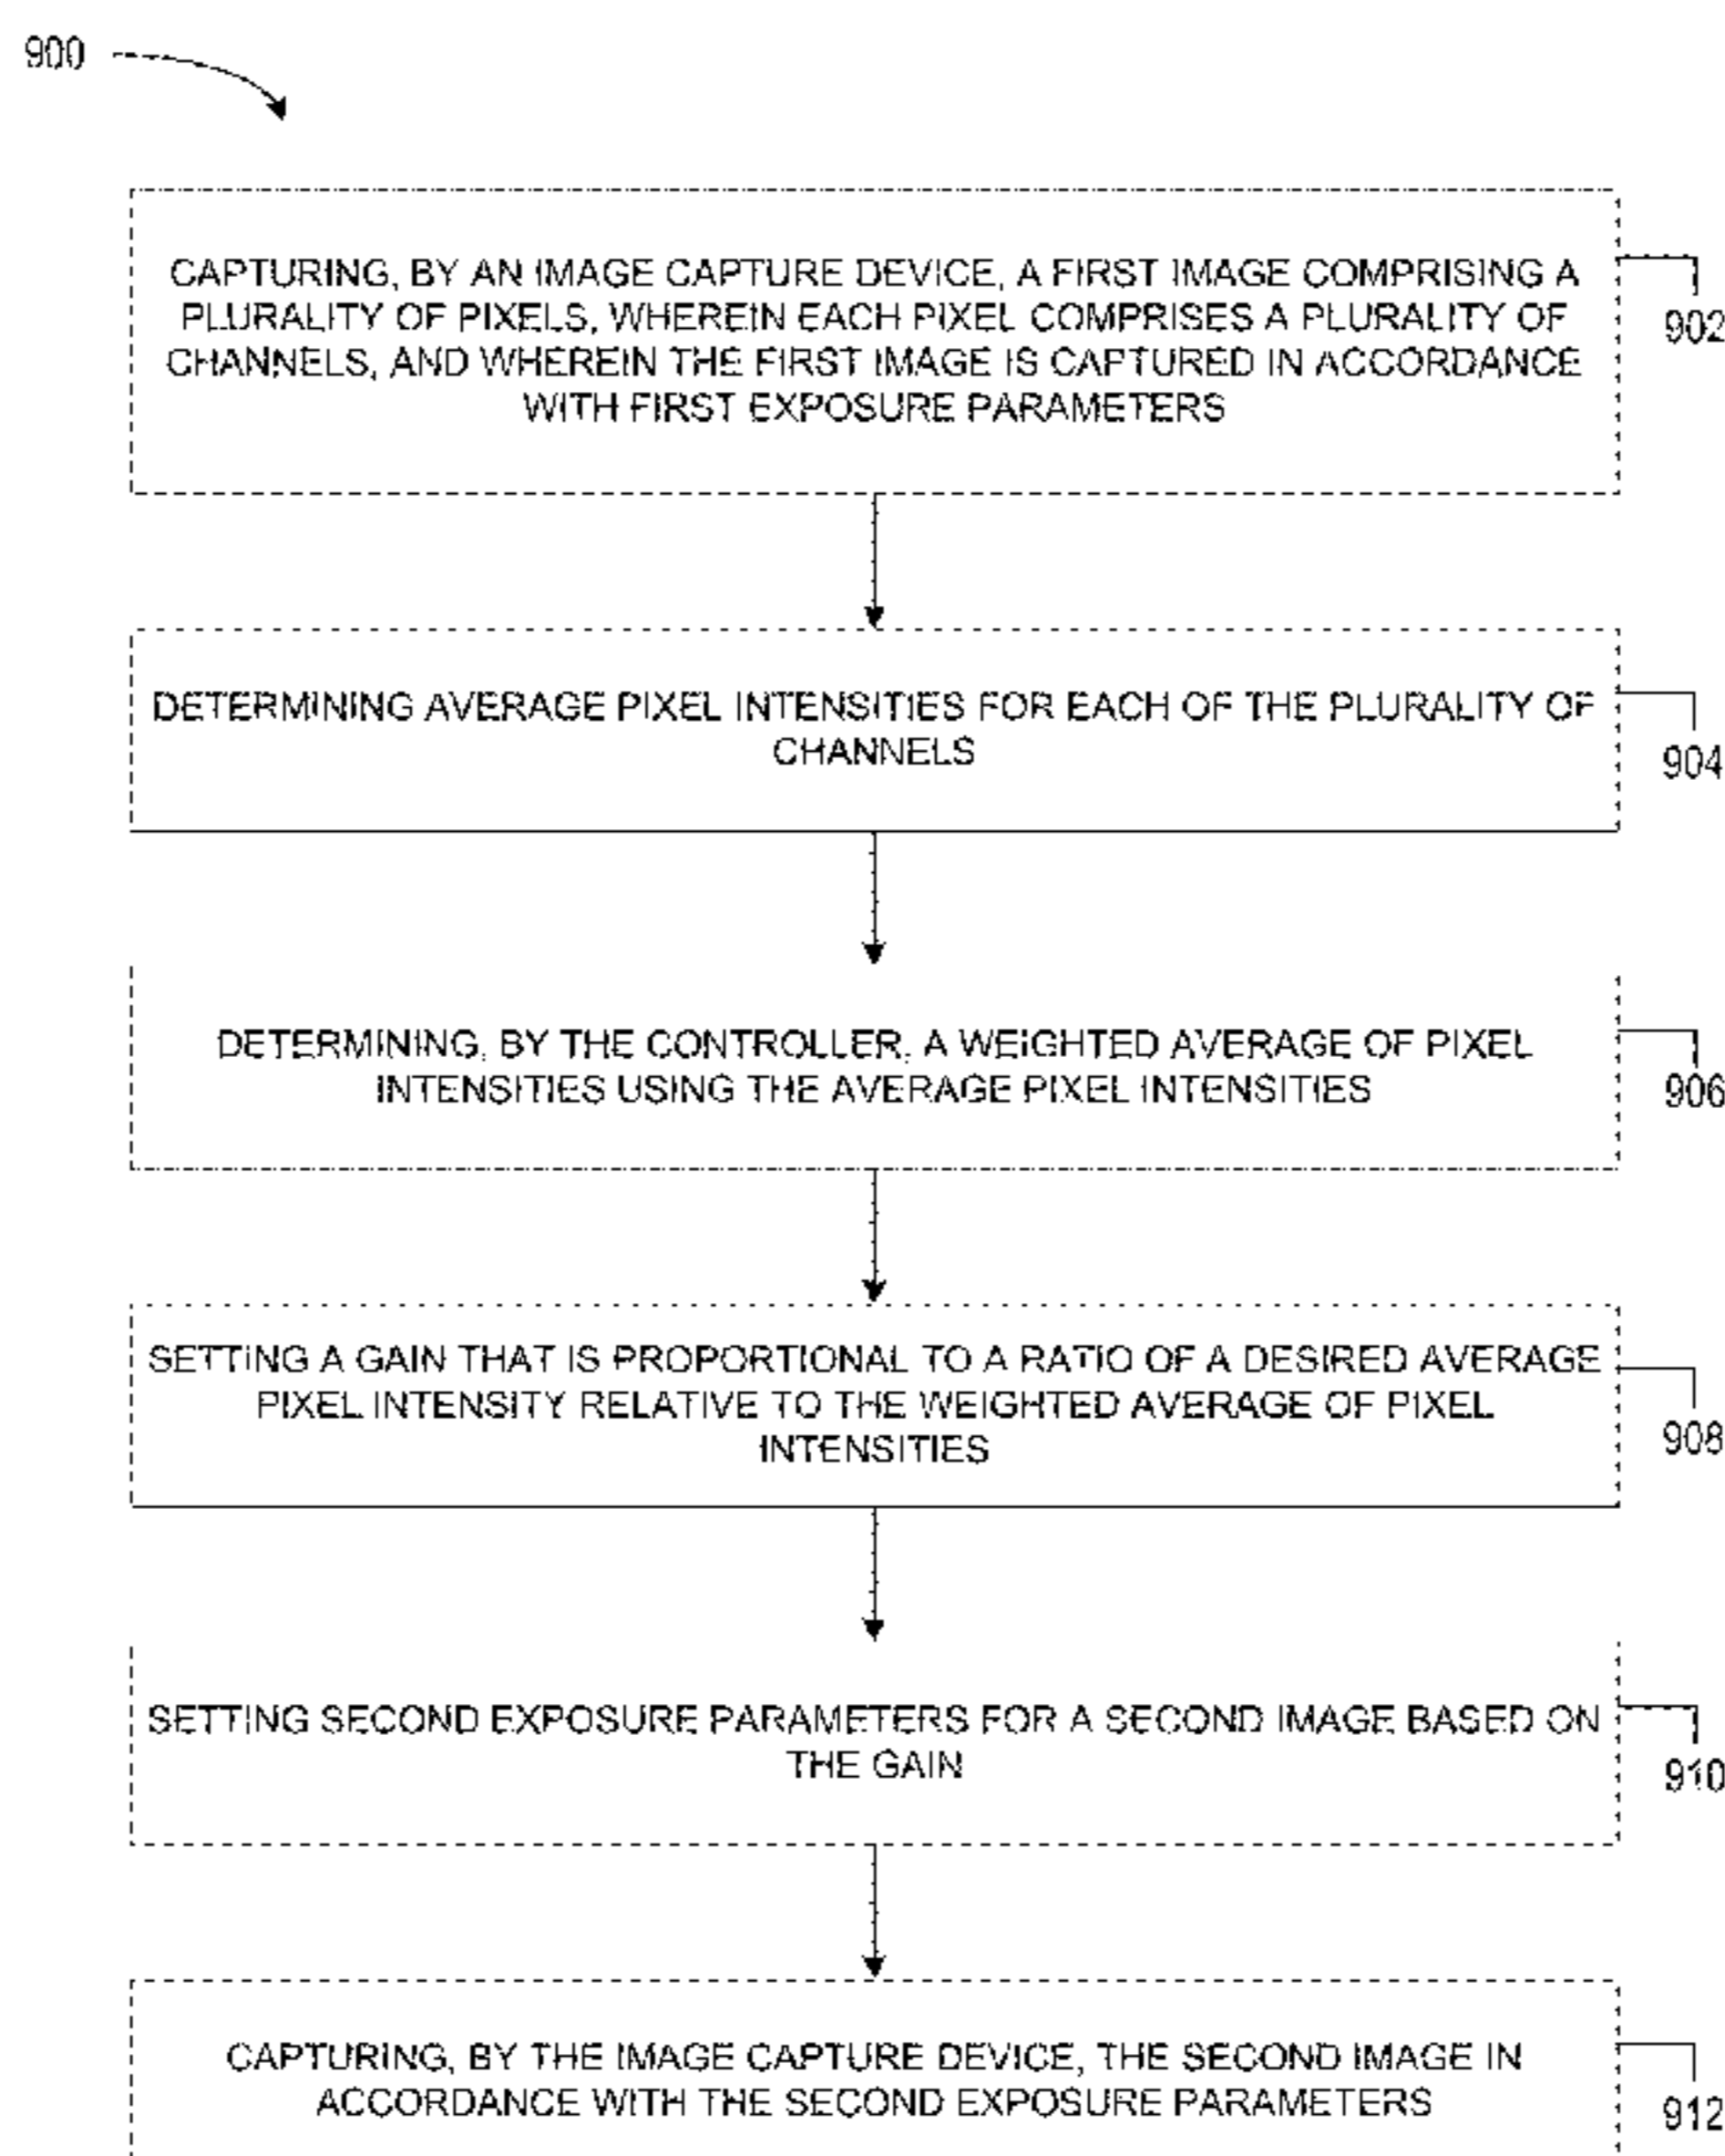 900
CAPTURING, BY AN IMAGE CAPTURE DEVICE, A FIRST IMAGE COMPRISING A
PLURALITY OF PIXELS, WHEREIN EACH PIXEL COMPRISES A PLURALITY OF
CHANNELS, AND WHEREIN THE FIRST IMAGE IS CAPTURED IN ACCORDANCE
WITH FIRST EXPOSURE PARAMETERS
902
DETERMINING AVERAGE PIXEL INTENSITIES FOR EACH OF THE PLURALITY OF
CHANNELS
904
DETERMINING, BY THE CONTROLLER, A WEIGHTED AVERAGE OF PIXEL
INTENSITIES USING THE AVERAGE PIXEL INTENSITIES
906
SETTING A GAIN THAT IS PROPORTIONAL TO A RATIO OF A DESIRED AVERAGE
PIXEL INTENSITY RELATIVE TO THE WEIGHTED AVERAGE OF PIXEL
INTENSITIES
908
SETTING SECOND EXPOSURE PARAMETERS FOR A SECOND IMAGE BASED ON
THE GAIN
910
CAPTURING, BY THE IMAGE CAPTURE DEVICE, THE SECOND IMAGE IN
ACCORDANCE WITH THE SECOND EXPOSURE PARAMETERS
912